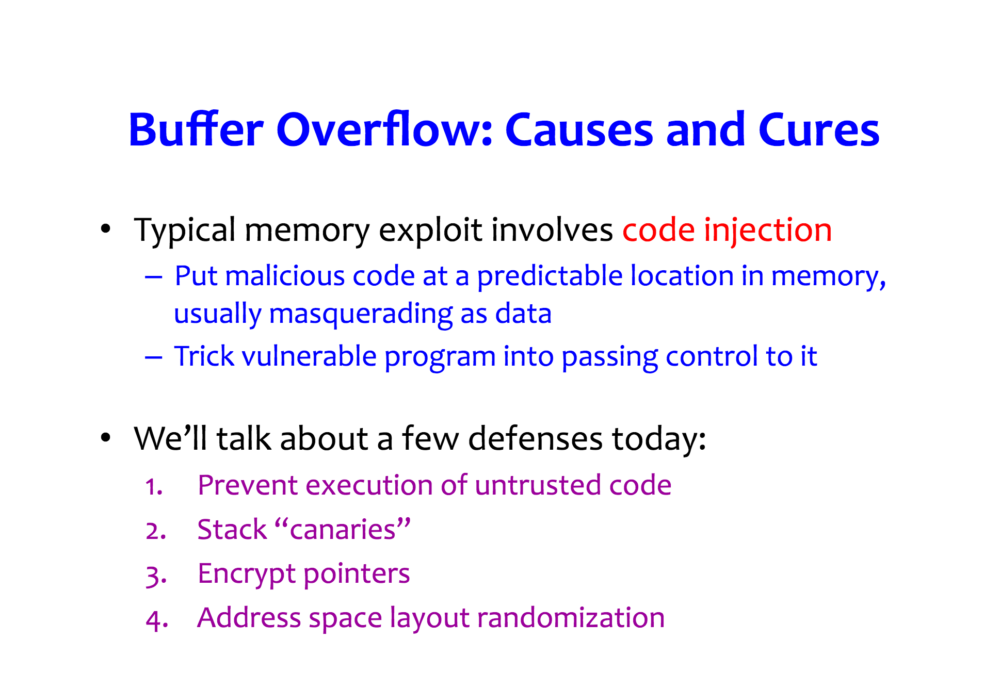 Buffer Overflow: Causes and Cures
• Typical memory exploit involves code injection
– Put malicious code at a predictable location in memory,
usually masquerading as data
– Trick vulnerable program into passing control to it
• We’ll talk about a few defenses today:
1. Prevent execution of untrusted code
2. Stack “canaries”
3. Encrypt pointers
4. Address space layout randomization